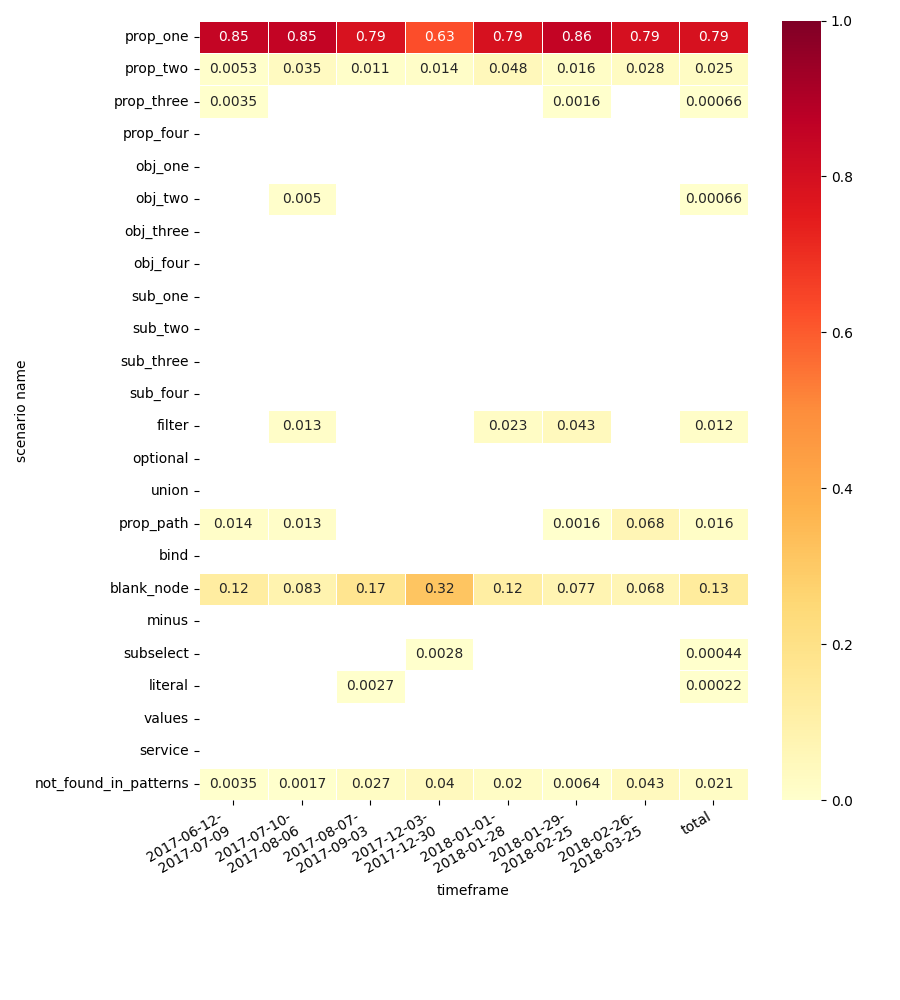 prop_one 0.85 0.85 0.79 0.63 0.79 0.86 0.79 0.79
prop_two 0.0053 0.035 0.011 0.014 0.048 0.016 0.028 0.025
prop_three 0.0035 0.0016 0.00066
prop_four
obj_one
obj_two 0.005 0.00066
obj_three
obj_four
sub_one
sub_two
sub_three
sub_four
filter 0.013 0.023 0.043 0.012
optional
union
prop_path 0.014 0.013 0.0016 0.068 0.016
bind
blank_node 0.12 0.083 0.17 0.32 0.12 0.077 0.068 0.13
minus
subselect 0.0028 0.00044
literal 0.0027 0.00022
values
service
not_found_in_patterns 0.0035 0.0017 0.027 0.04 0.02 0.0064 0.043 0.021
scenario name
2017-06-12-
2017-07-09
2017-07-10-
2017-08-06
2017-08-07-
2017-09-03
2017-12-03-
2017-12-30
2018-01-01-
2018-01-28
2018-01-29-
2018-02-25
2018-02-26-
2018-03-25
total
timeframe
1.0
0.8
0.6
0.4
0.2
0.0